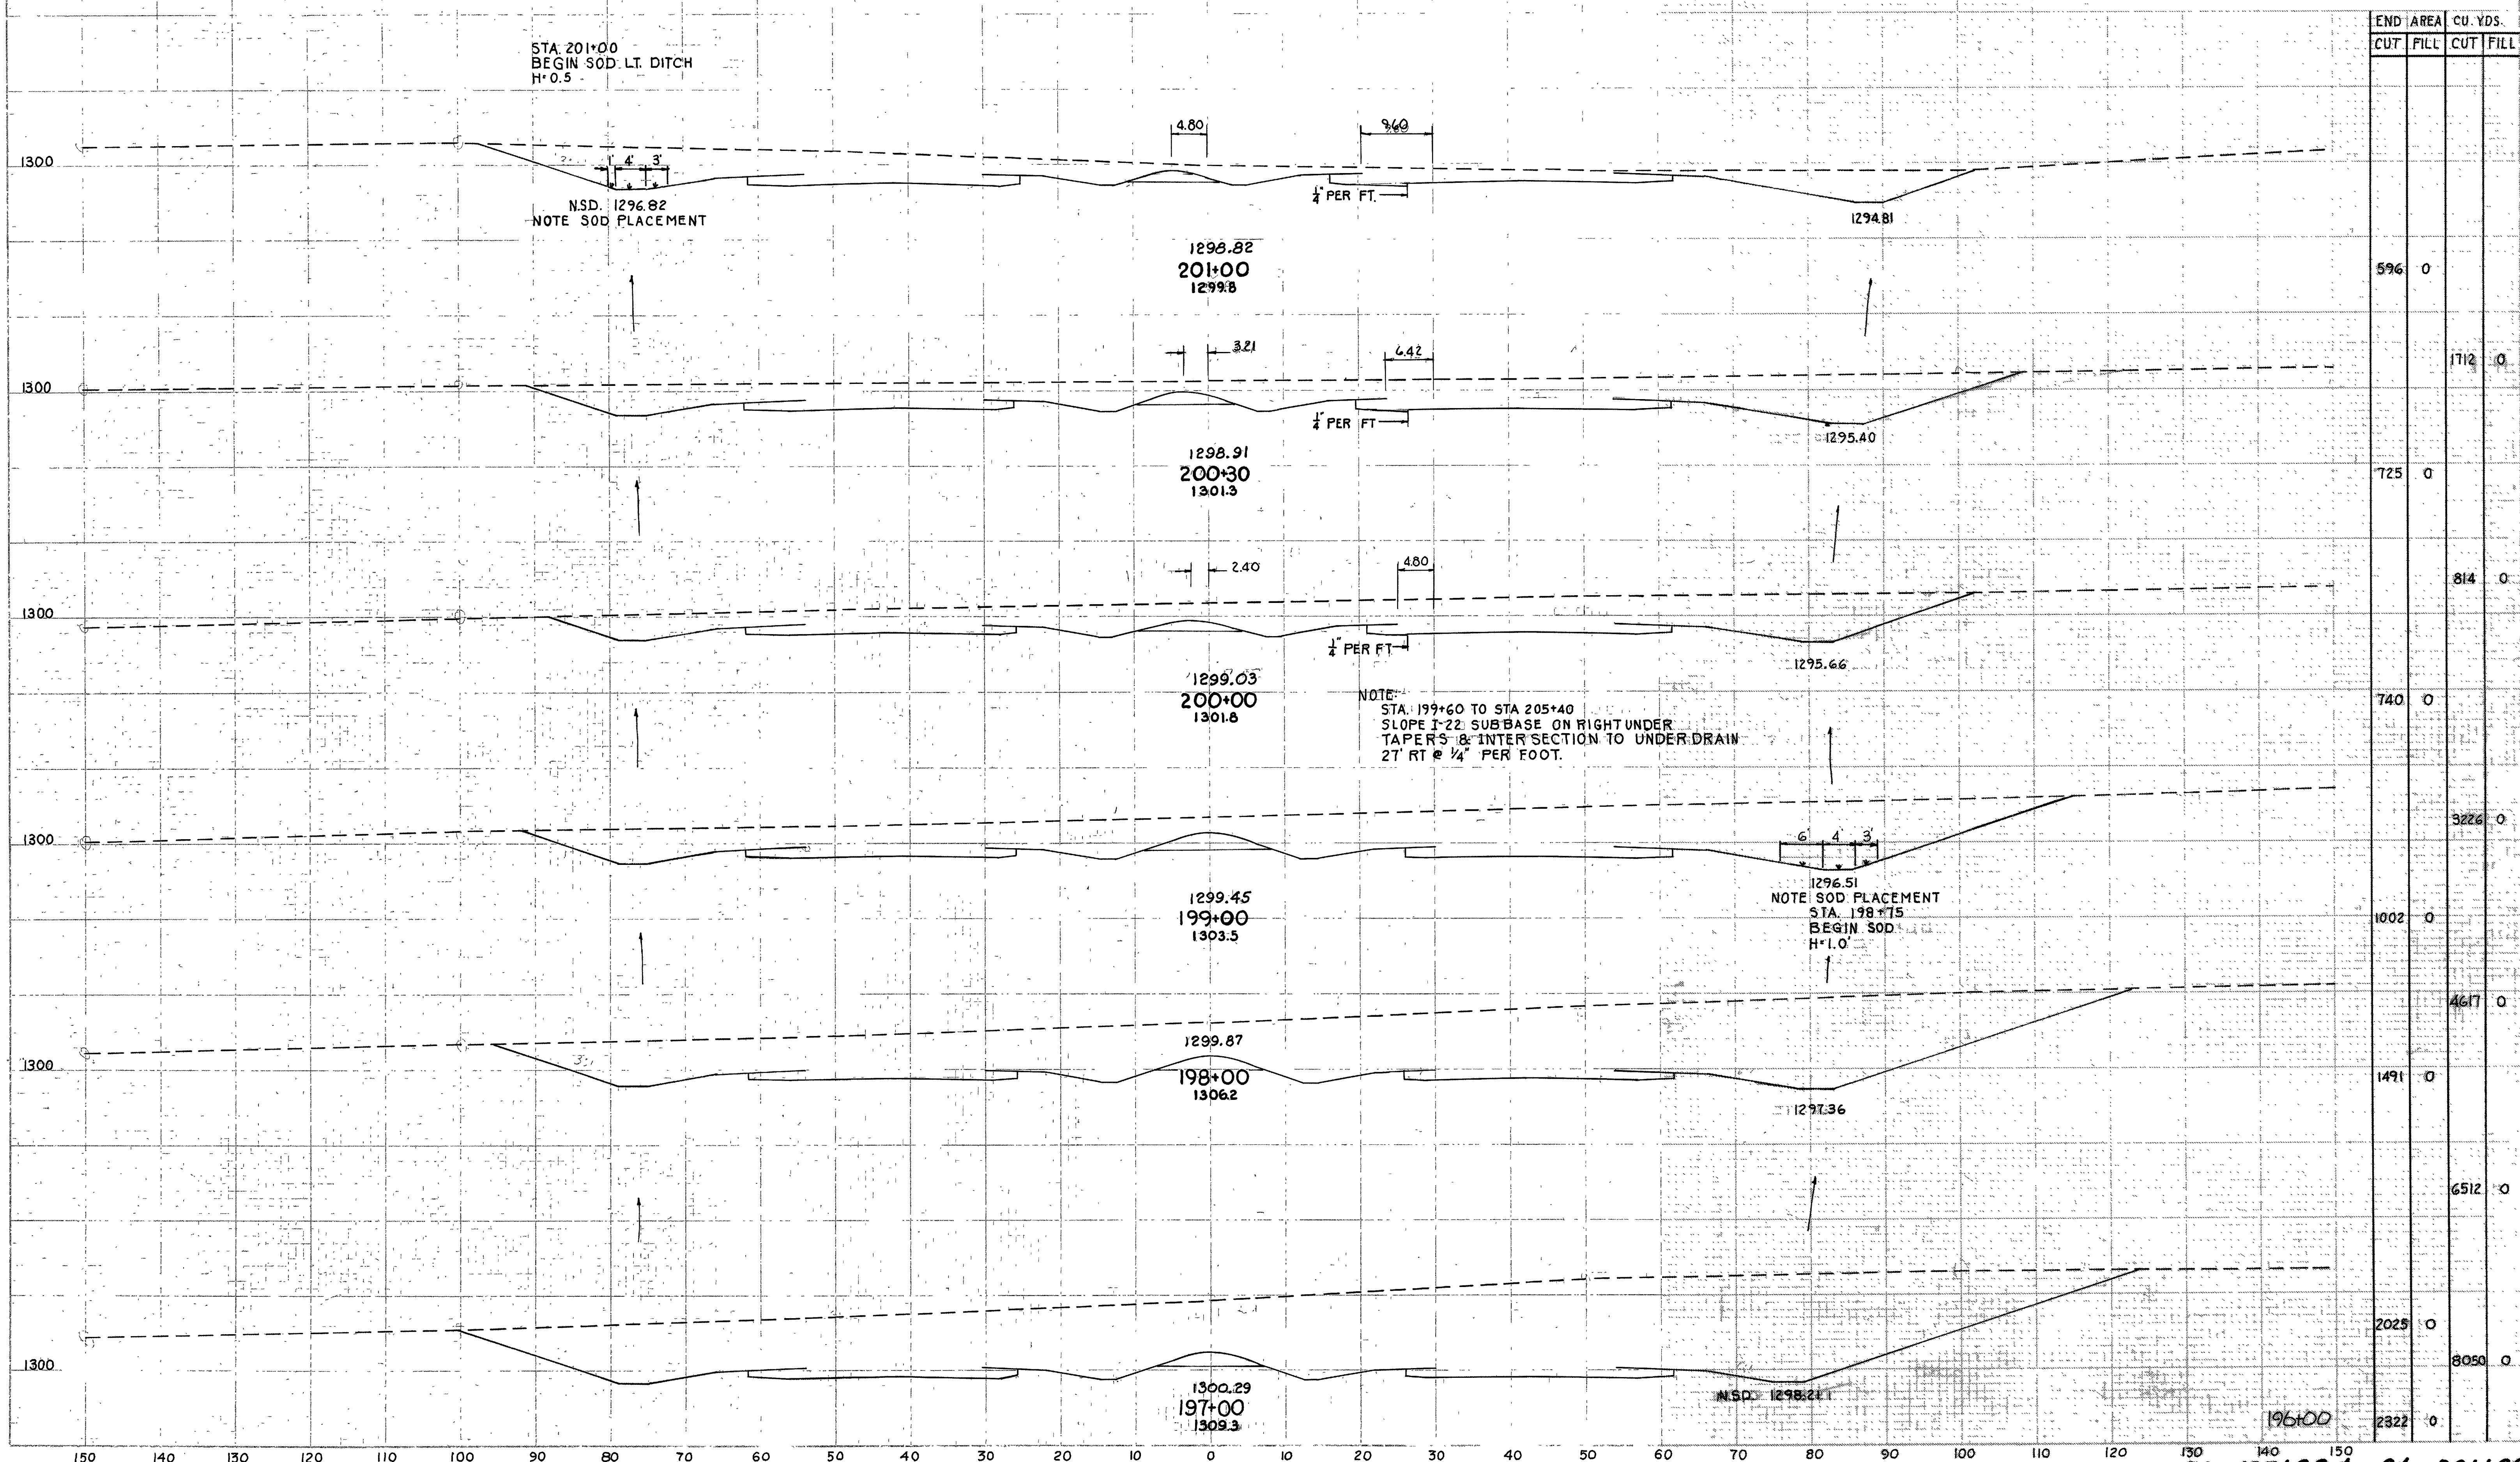 END AREA CU. YDS.
CUT FILL CUT FILL
STA. 201+00
BEGIN SOD LT. DITCH
H=0.5
4.80
9.60
1300
1' 4' 3'
N.S.D. 1296.82
NOTE SOD PLACEMENT
1/4" PER FT.
1294.81
1298.82
201+00
1299.8
596 0
3.21
6.42
1712 0
1300
1/4" PER FT
1295.40
1298.91
200+30
1301.3
725 0
2.40
4.80
814 0
1300
1/4" PER FT
1295.66
1299.03
200+00
1301.8
740 0
NOTE:
STA. 199+60 TO STA 205+40
SLOPE I-22 SUBBASE ON RIGHT UNDER
TAPERS & INTERSECTION TO UNDERDRAIN
27' RT @ 1/4" PER FOOT.
3226 0
1300
6' 4' 3'
1296.51
NOTE SOD PLACEMENT
STA. 198+75
BEGIN SOD
H=1.0'
1299.45
199+00
1303.5
1002 0
4617 0
1299.87
1300
3:1
198+00
1306.2
1491 0
1297.36
6512 0
2025 0
1300
8050 0
1300.29
197+00
1309.3
N.S.D. 1298.21
196+00
2322 0
150 140 130 120 110 100 90 80 70 60 50 40 30 20 10 0 10 20 30 40 50 60 70 80 90 100 110 120 130 140 150